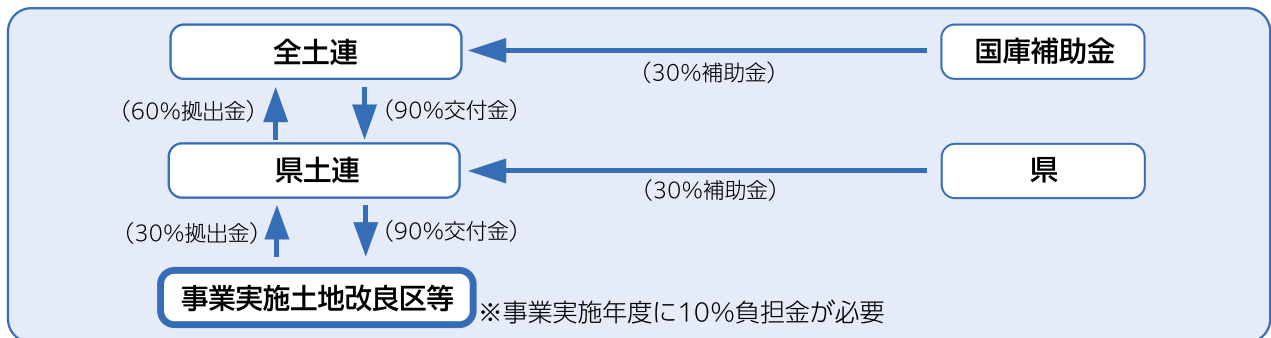 全土連
国庫補助金
（30%補助金）
（60%拠出金）
（90%交付金）
県土連
県
（30%補助金）
（30%拠出金）
（90%交付金）
事業実施土地改良区等
※事業実施年度に10%負担金が必要